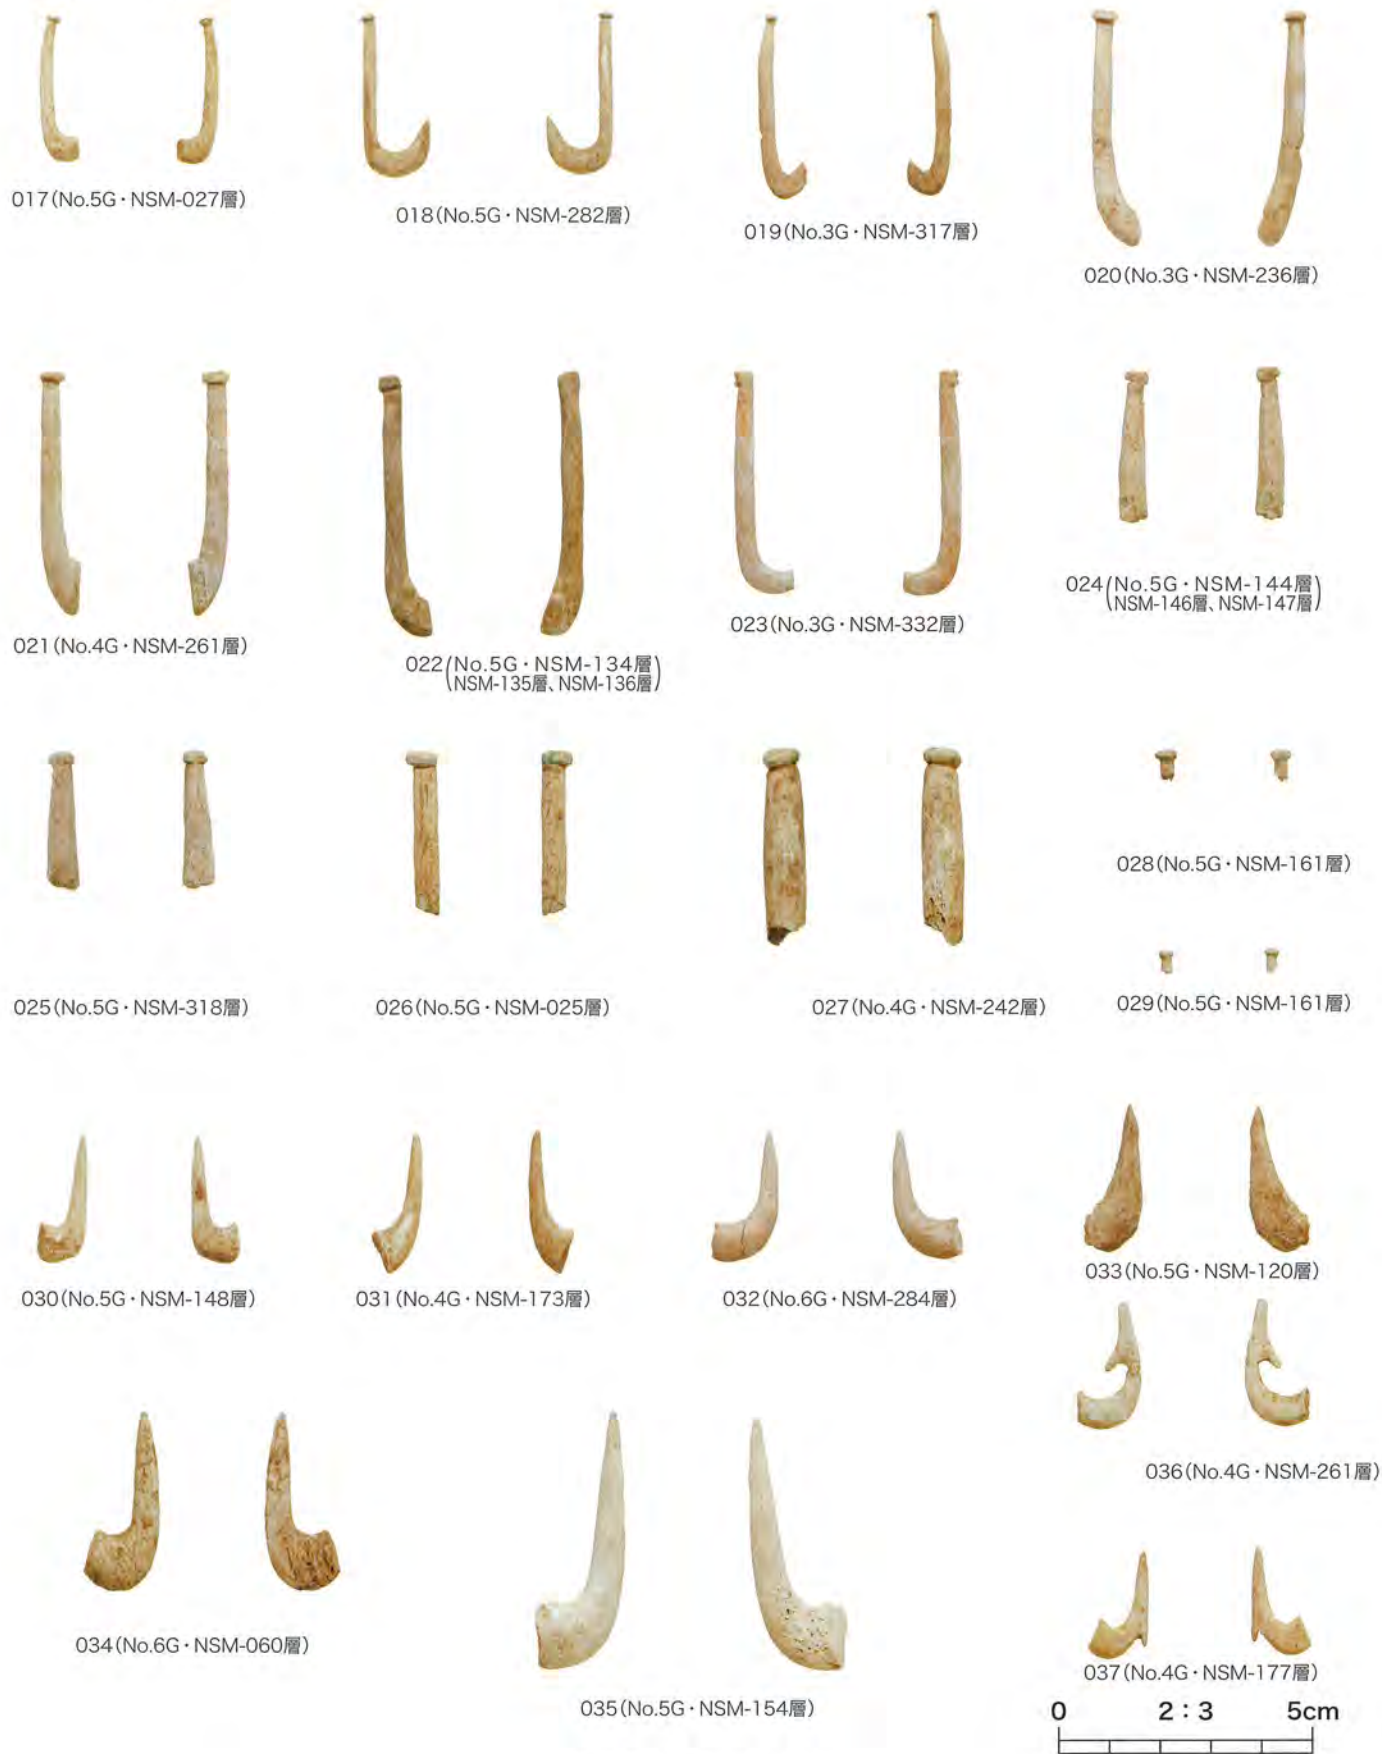 017(No.5G・NSM-027層)
018(No.5G・NSM-282層)
019(No.3G・NSM-317層)
020(No.3G・NSM-236層)
021(No.4G・NSM-261層)
022(No.5G・NSM-134層)
(NSM-135層、NSM-136層)
023(No.3G・NSM-332層)
024(No.5G・NSM-144層)
(NSM-146層、NSM-147層)
025(No.5G・NSM-318層)
026(No.5G・NSM-025層)
027(No.4G・NSM-242層)
028(No.5G・NSM-161層)
029(No.5G・NSM-161層)
030(No.5G・NSM-148層)
031(No.4G・NSM-173層)
032(No.6G・NSM-284層)
033(No.5G・NSM-120層)
034(No.6G・NSM-060層)
035(No.5G・NSM-154層)
036(No.4G・NSM-261層)
037(No.4G・NSM-177層)
0 2:3 5cm